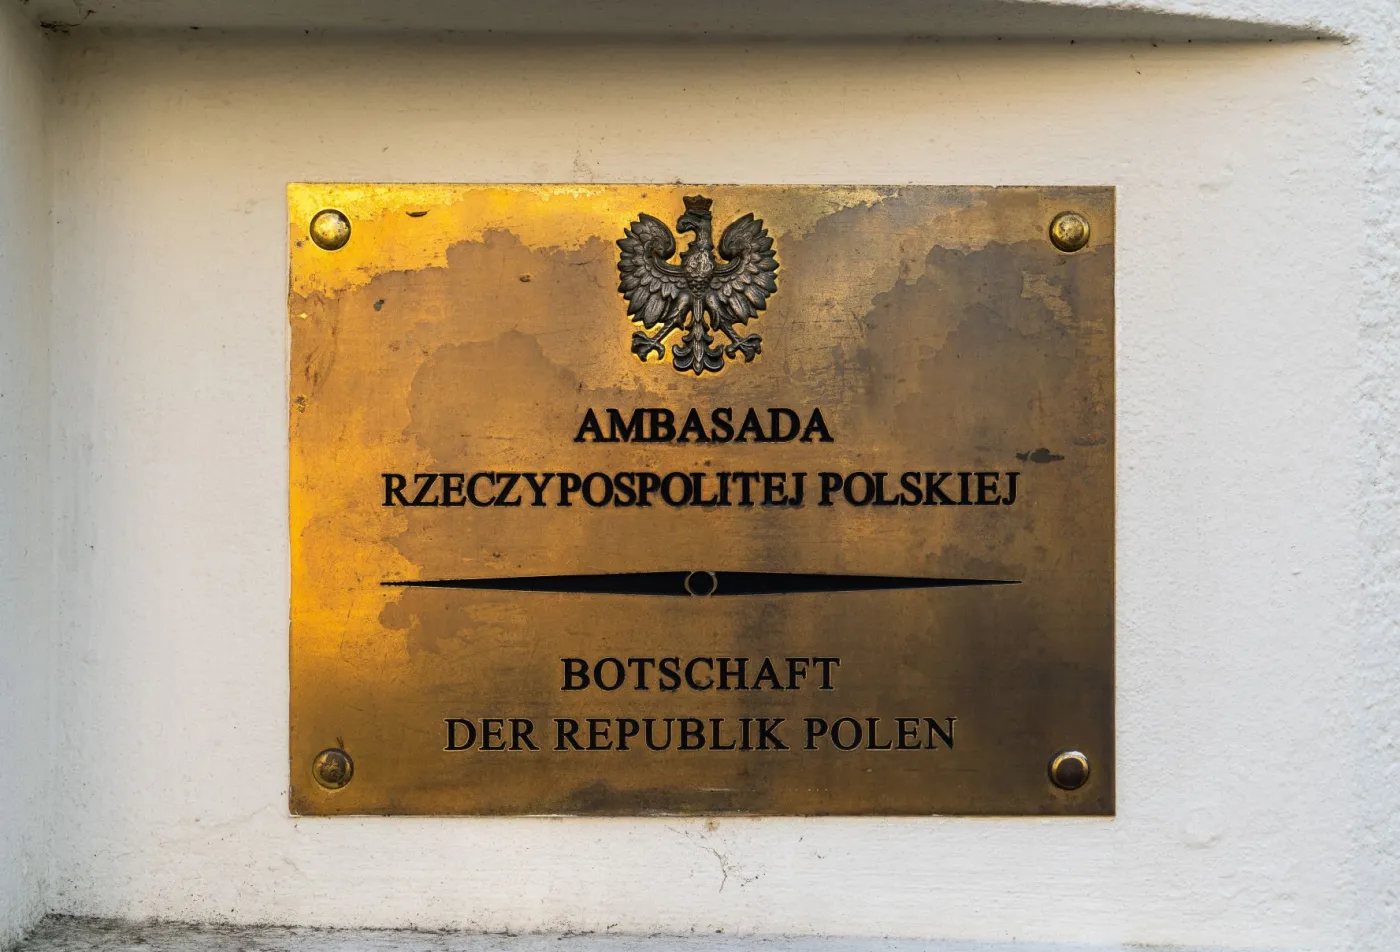 AMBASADA
RZECZYPOSPOLITEJ POLSKIEJ
BOTSCHAFT
DER REPUBLIK POLEN